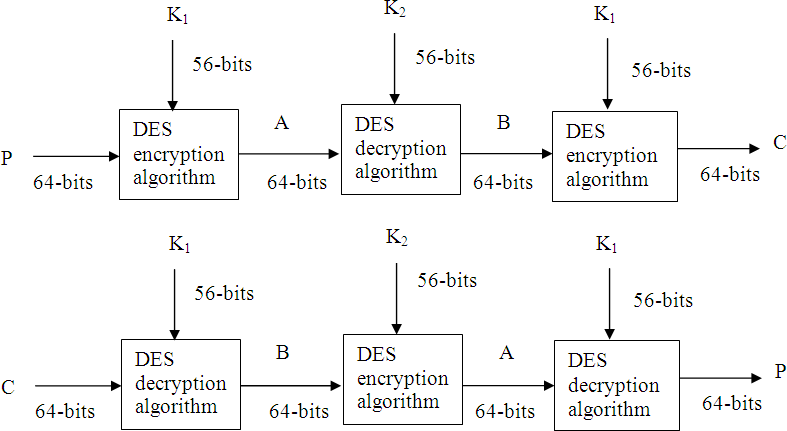 K₁ K₂ K₁
56-bits 56-bits 56-bits
P 64-bits
DES
encryption
algorithm
A
64-bits
DES
decryption
algorithm
B
64-bits
DES
encryption
algorithm
C
64-bits
K₁ K₂ K₁
56-bits 56-bits 56-bits
C 64-bits
DES
decryption
algorithm
B
64-bits
DES
encryption
algorithm
A
64-bits
DES
decryption
algorithm
P
64-bits